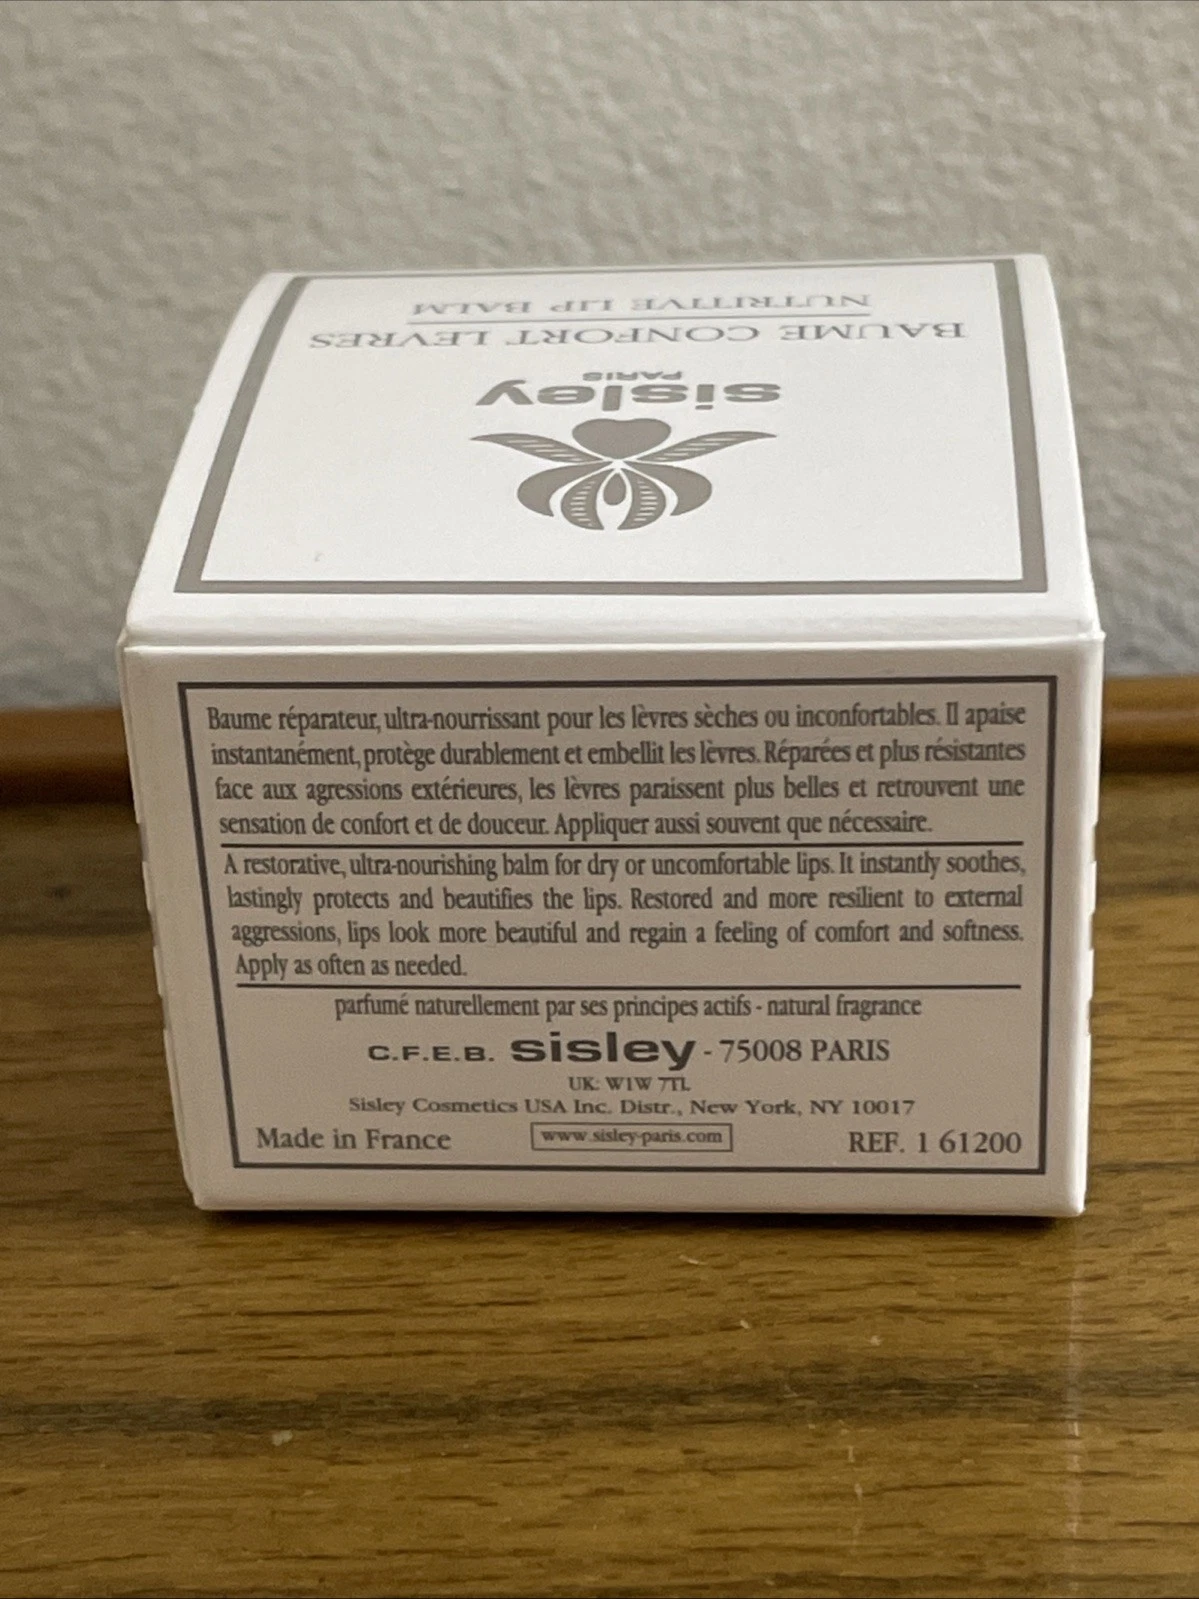 NUTRITIVE LIP BALM
BAUME CONFORT LEVRES
PARIS
sisley
Baume réparateur, ultra-nourrissant pour les lèvres sèches ou inconfortables. Il apaise
instantanément, protège durablement et embellit les lèvres. Réparées et plus résistantes
face aux agressions extérieures, les lèvres paraissent plus belles et retrouvent une
sensation de confort et de douceur. Appliquer aussi souvent que nécessaire.
A restorative, ultra-nourishing balm for dry or uncomfortable lips. It instantly soothes,
lastingly protects and beautifies the lips. Restored and more resilient to external
aggressions, lips look more beautiful and regain a feeling of comfort and softness.
Apply as often as needed.
parfumé naturellement par ses principes actifs - natural fragrance
C.F.E.B. sisley - 75008 PARIS
UK: W1W 7TL
Sisley Cosmetics USA Inc. Distr., New York, NY 10017
Made in France www.sisley-paris.com REF. 1 61200